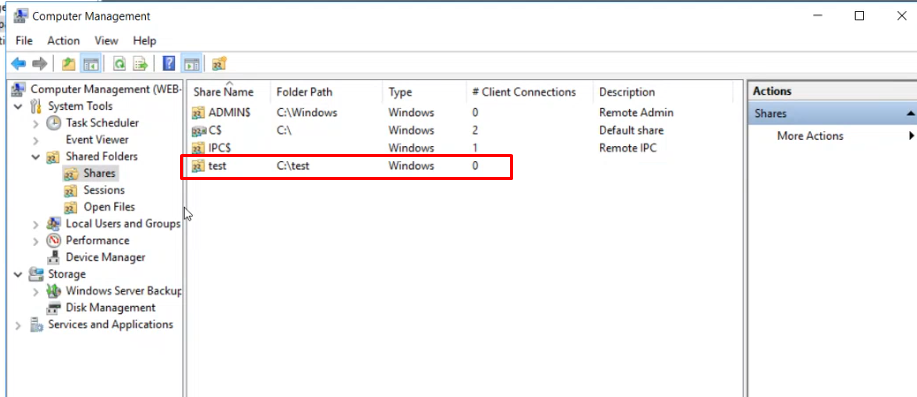 Computer Management
File Action View Help
Computer Management (WEB-
System Tools
Task Scheduler
Event Viewer
Shared Folders
Shares
Sessions
Open Files
Local Users and Groups
Performance
Device Manager
Storage
Windows Server Backup
Disk Management
Services and Applications
Share Name Folder Path Type # Client Connections Description
ADMIN$ C:\Windows Windows 0 Remote Admin
C$ C:\ Windows 2 Default share
IPC$ Windows 1 Remote IPC
test C:\test Windows 0
Actions
Shares
More Actions